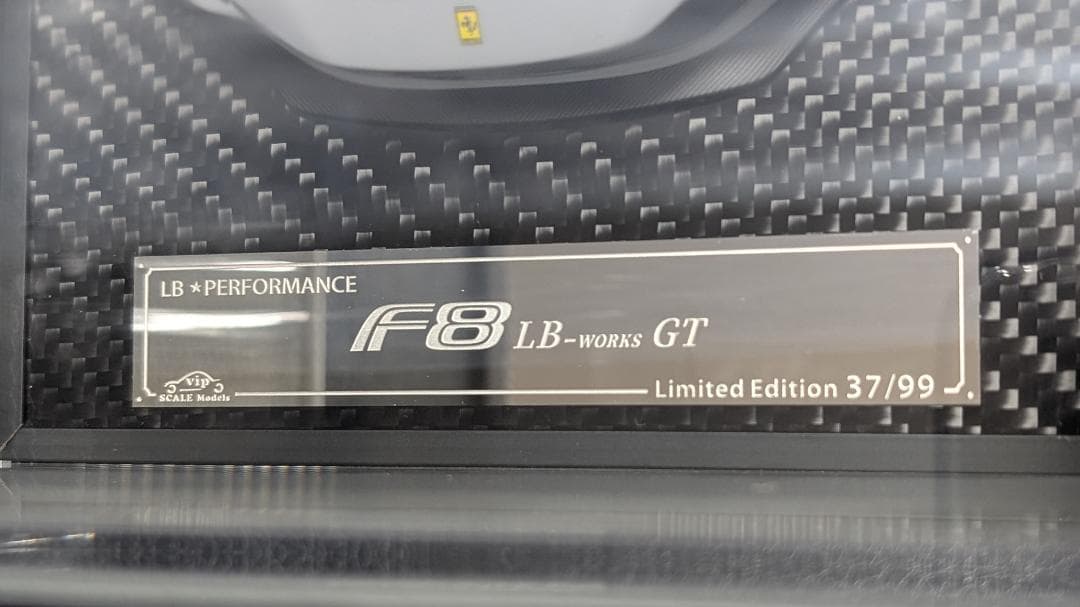 LB★PERFORMANCE
F8 LB-WORKS GT
vip
SCALE Models
Limited Edition 37/99